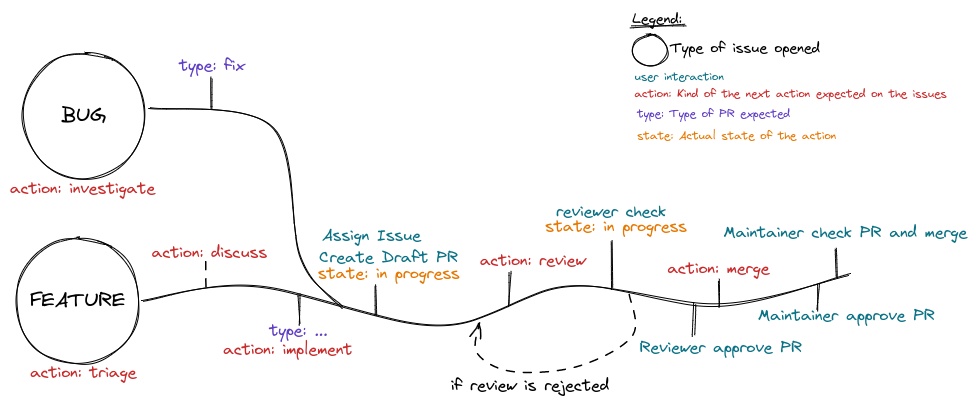 Legend:
Type of issue opened
user interaction
action: Kind of the next action expected on the issues
type: Type of PR expected
state: Actual state of the action
type: fix
BUG
action: investigate
action: discuss
FEATURE
action: triage
type: ...
action: implement
Assign Issue
Create Draft PR
state: in progress
action: review
reviewer check
state: in progress
if review is rejected
action: merge
Reviewer approve PR
Maintainer approve PR
Maintainer check PR and merge